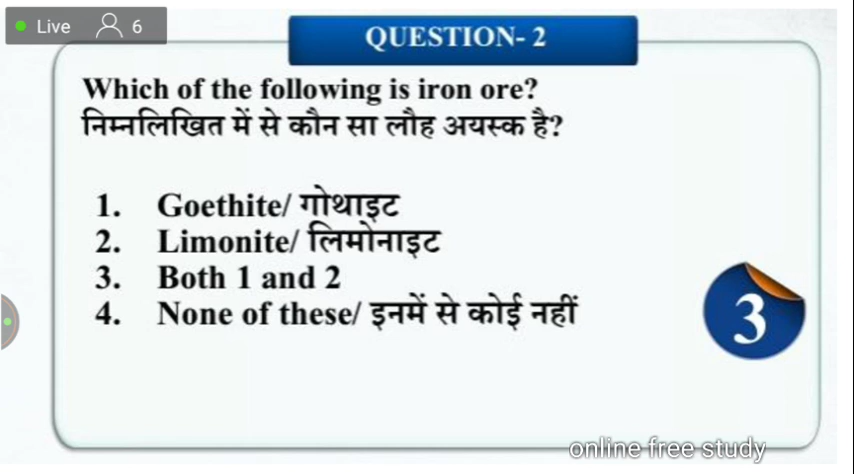 Live 6
QUESTION- 2
Which of the following is iron ore?
निम्नलिखित में से कौन सा लौह अयस्क है?
1. Goethite/ गोथाइट
2. Limonite/ लिमोनाइट
3. Both 1 and 2
4. None of these/ इनमें से कोई नहीं
3
online free study